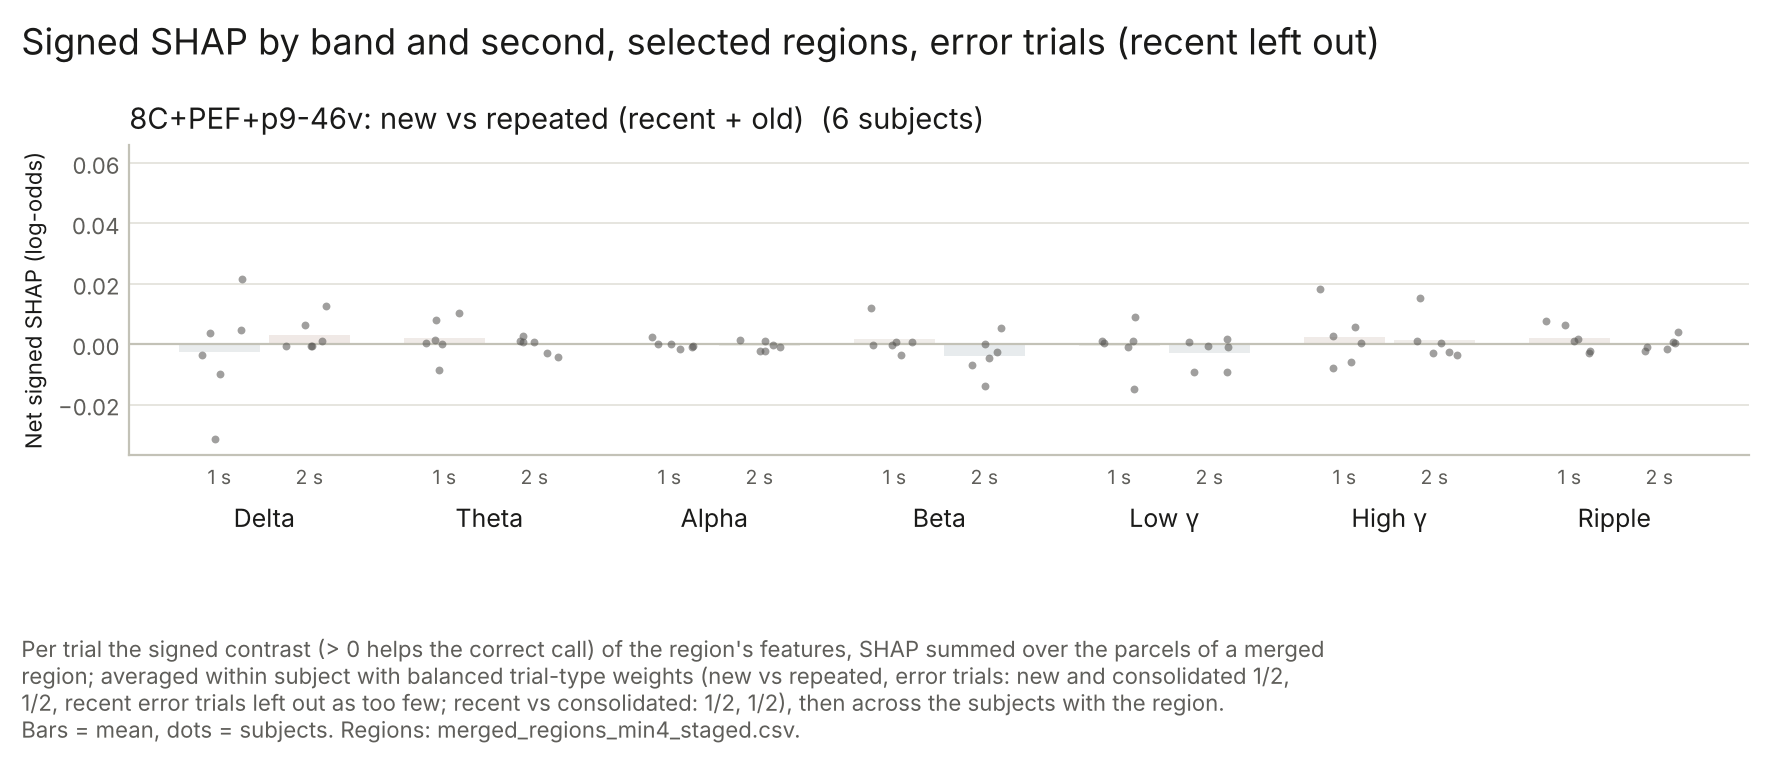 Signed SHAP by band and second, selected regions, error trials (recent left out)
8C+PEF+p9-46v: new vs repeated (recent + old)  (6 subjects)
Net signed SHAP (log-odds)
0.06
0.04
0.02
0.00
−0.02
1 s 2 s 1 s 2 s 1 s 2 s 1 s 2 s 1 s 2 s 1 s 2 s 1 s 2 s
Delta Theta Alpha Beta Low γ High γ Ripple
Per trial the signed contrast (> 0 helps the correct call) of the region's features, SHAP summed over the parcels of a merged
region; averaged within subject with balanced trial-type weights (new vs repeated, error trials: new and consolidated 1/2,
1/2, recent error trials left out as too few; recent vs consolidated: 1/2, 1/2), then across the subjects with the region.
Bars = mean, dots = subjects. Regions: merged_regions_min4_staged.csv.